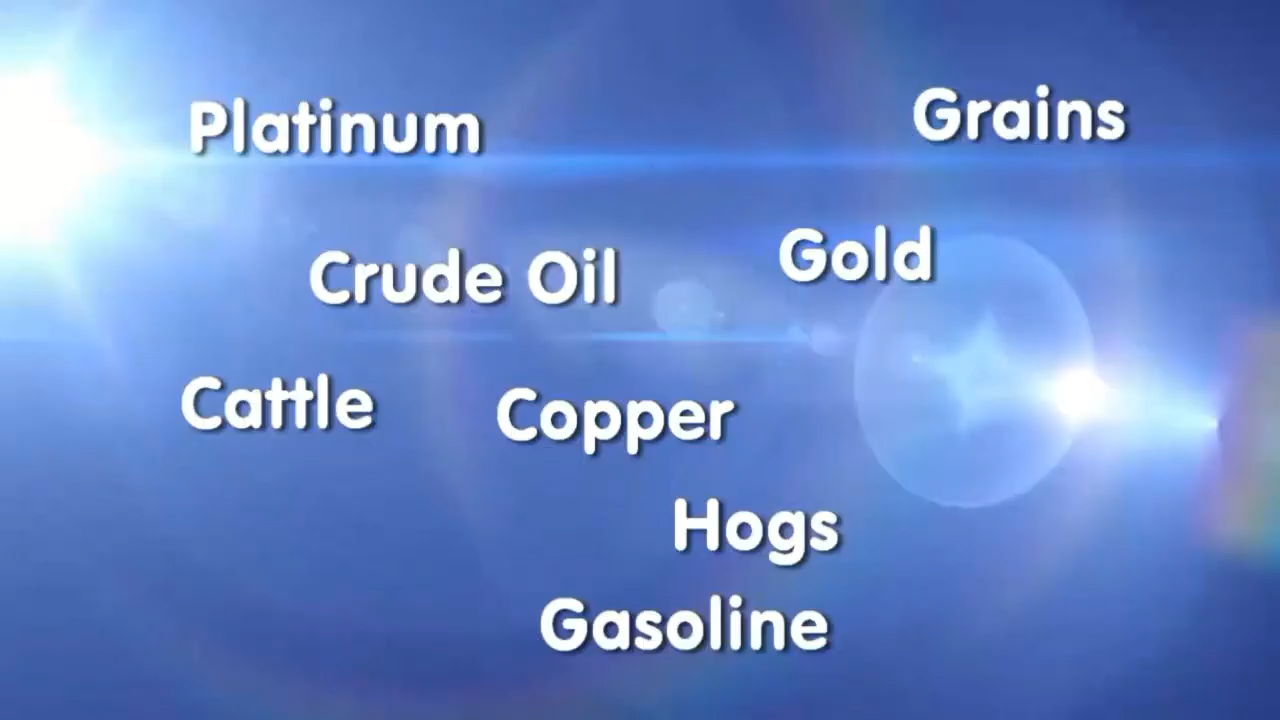 Platinum
Grains
Crude Oil
Gold
Cattle
Copper
Hogs
Gasoline